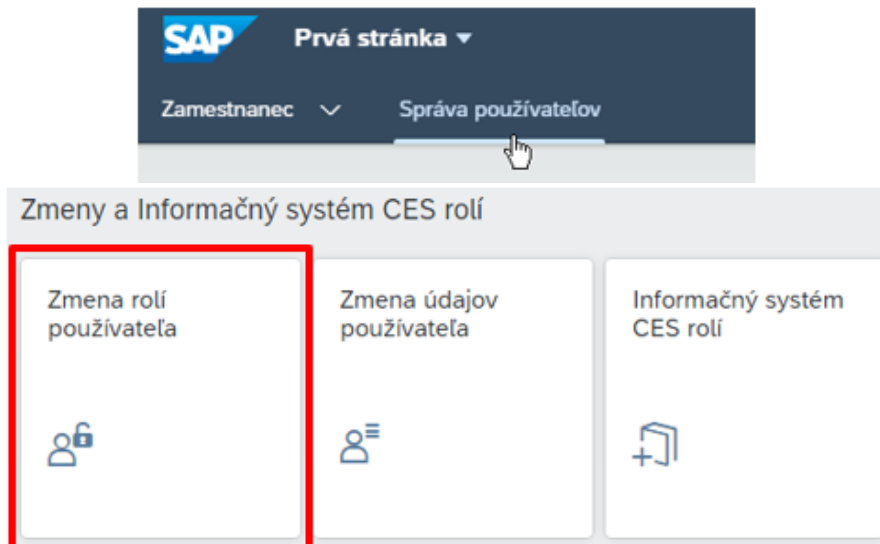 SAP Prvá stránka
Zamestnanec Správa používateľov
Zmeny a Informačný systém CES rolí
Zmena rolí
používateľa
Zmena údajov
používateľa
Informačný systém
CES rolí